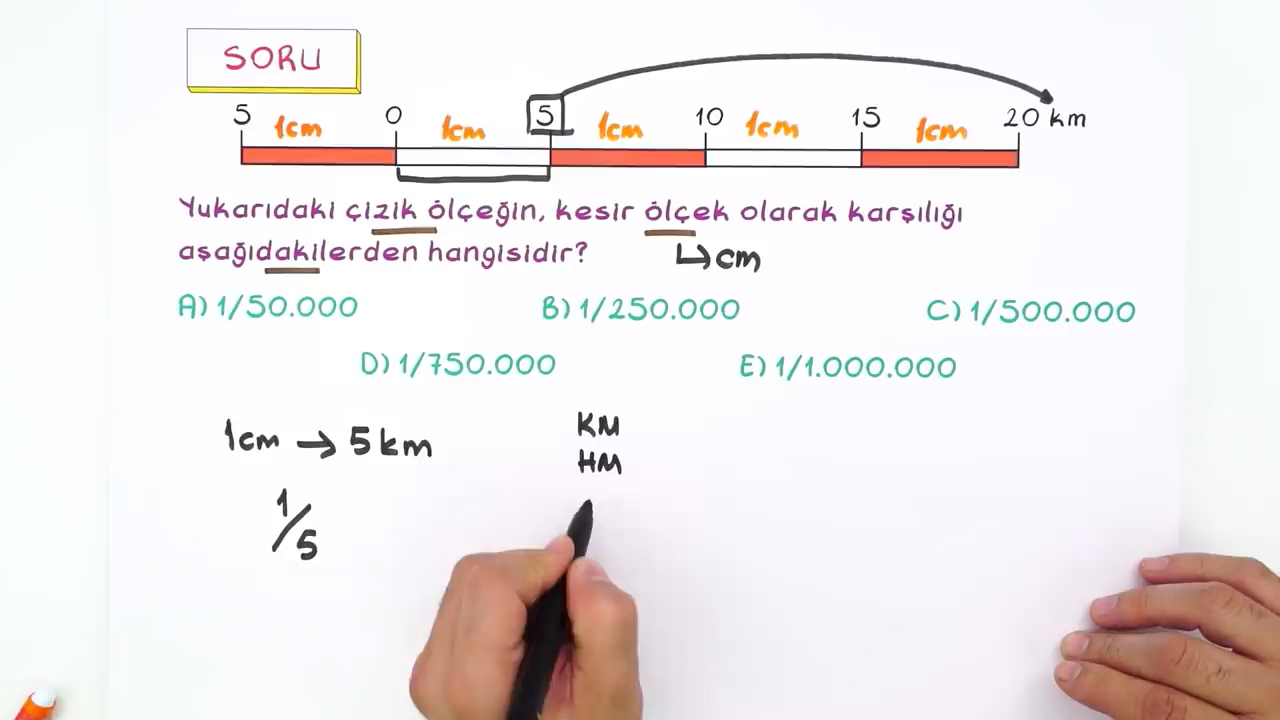 SORU
5 0 5 10 15 20 km
1cm 1cm 1cm 1cm 1cm
Yukarıdaki çizik ölçeğin, kesir ölçek olarak karşılığı
aşağıdakilerden hangisidir?
↳cm
A) 1/50.000 B) 1/250.000 C) 1/500.000
D) 1/750.000 E) 1/1.000.000
1cm → 5km
1/5
KM
HM